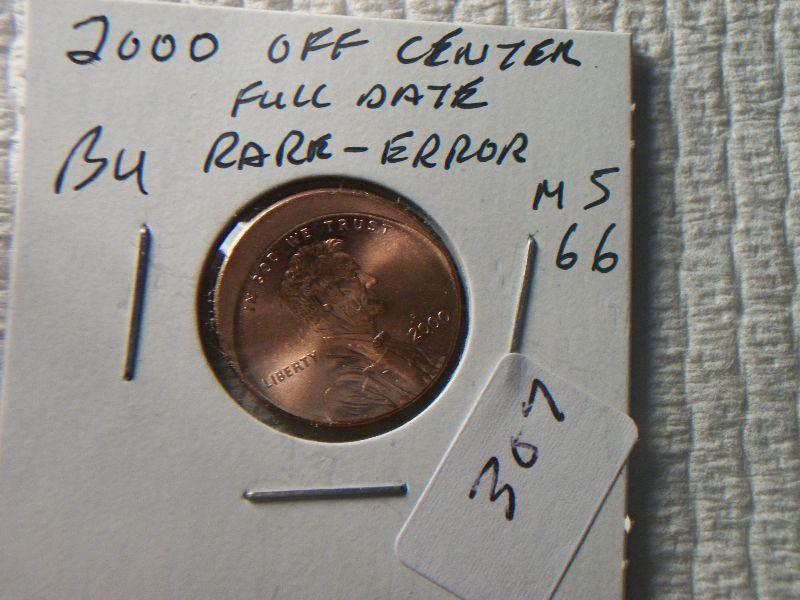 2000 OFF CENTER
FULL DATE
BU RARE-ERROR
MS
66
IN GOD WE TRUST
LIBERTY
2000
307